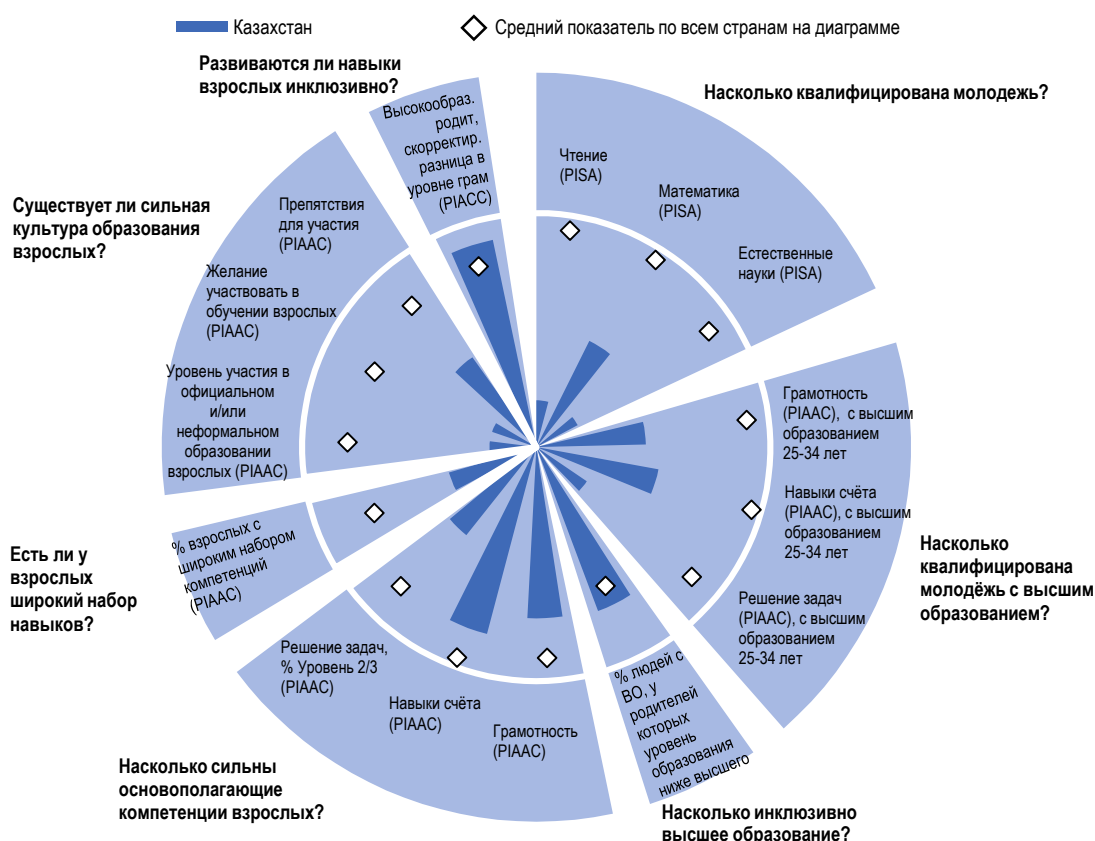 Казахстан
Средний показатель по всем странам на диаграмме
Развиваются ли навыки
взрослых инклюзивно?
Высокообраз.
родит,
скорректир.
разница в
уровне грам
(PIACC)
Насколько квалифицирована молодежь?
Чтение
(PISA)
Математика
(PISA)
Естественные
науки (PISA)
Существует ли сильная
культура образования
взрослых?
Препятствия
для участия
(PIAAC)
Желание
участвовать в
обучении взрослых
(PIAAC)
Уровень участия в
официальном
и/или
неформальном
образовании
взрослых (PIAAC)
Грамотность
(PIAAC), с высшим
образованием
25-34 лет
Навыки счёта
(PIAAC), с высшим
образованием
25-34 лет
Решение задач
(PIAAC), с высшим
образованием
25-34 лет
Насколько
квалифицирована
молодёжь с высшим
образованием?
Есть ли у
взрослых
широкий набор
навыков?
% взрослых с
широким набором
компетенций
(PIAAC)
Решение задач,
% Уровень 2/3
(PIAAC)
Навыки счёта
(PIAAC)
Грамотность
(PIAAC)
% людей с
ВО, у
родителей
которых
уровень
образования
ниже высшего
Насколько сильны
основополагающие
компетенции взрослых?
Насколько инклюзивно
высшее образование?